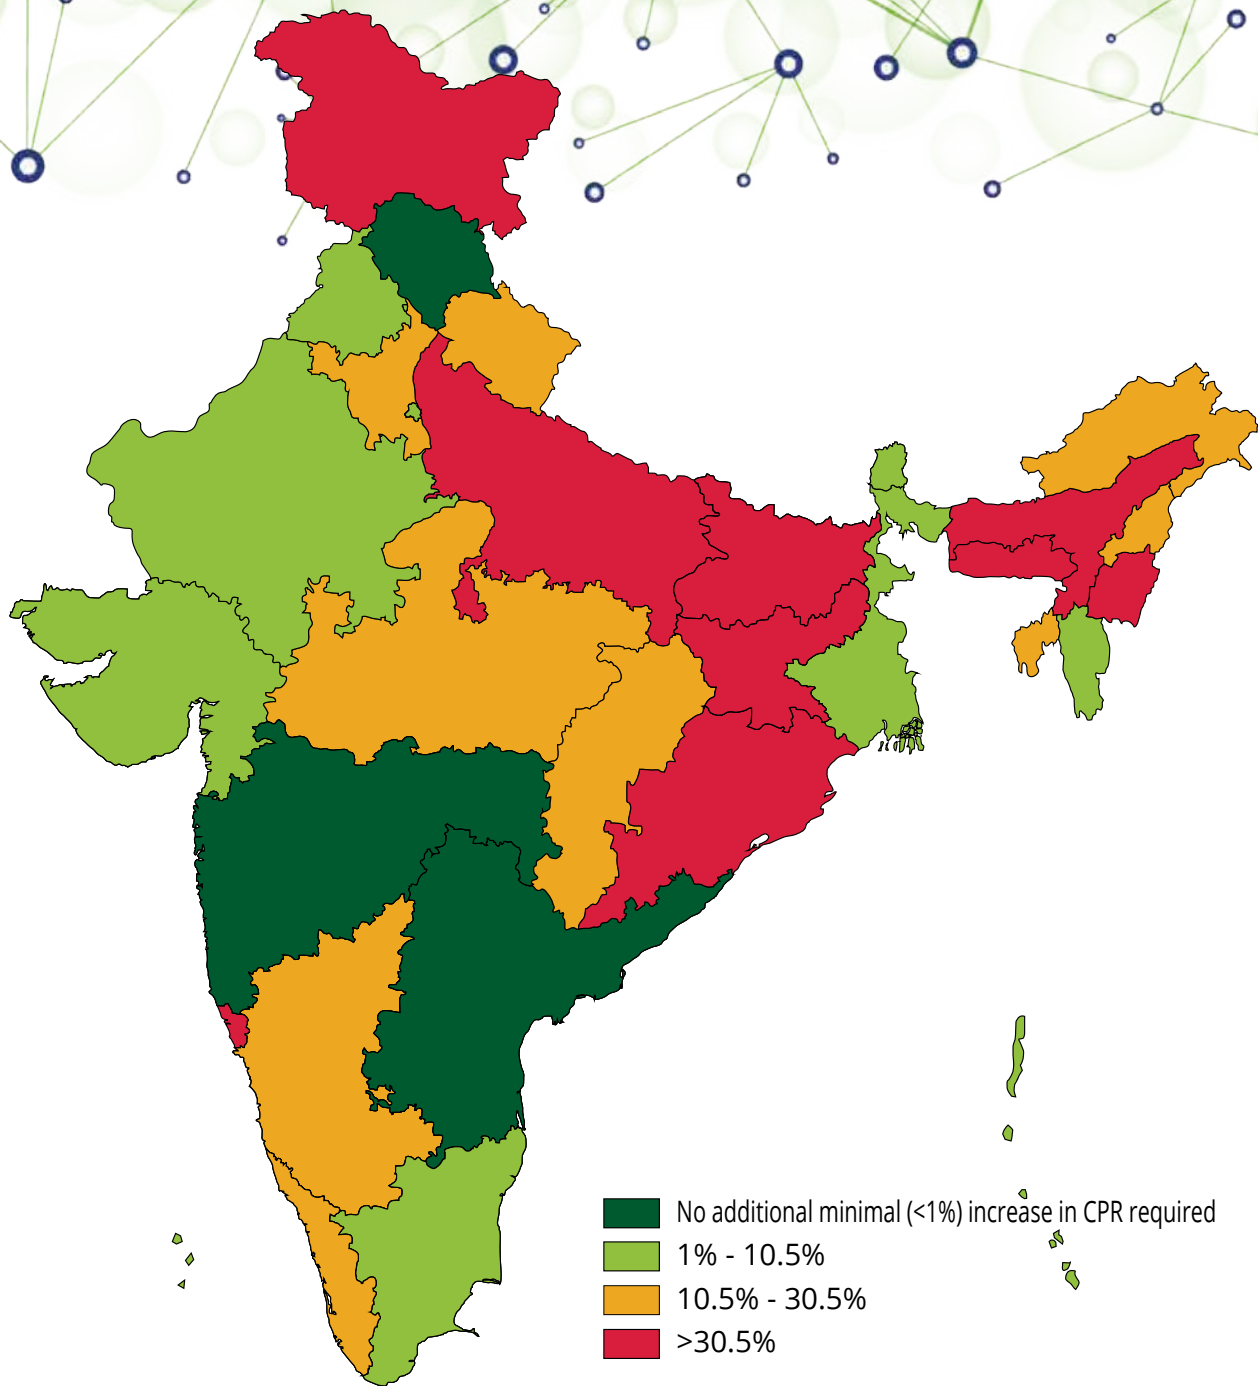 No additional minimal (<1%) increase in CPR required
1% - 10.5%
10.5% - 30.5%
>30.5%